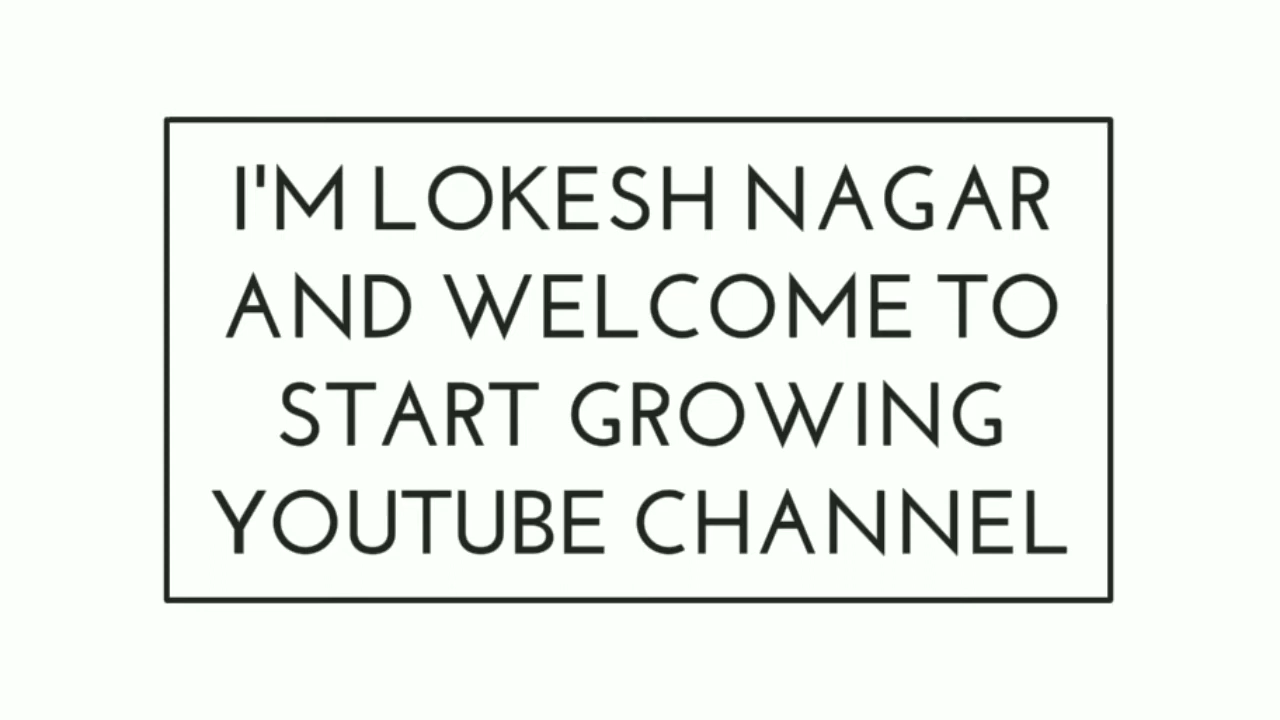 I'M LOKESH NAGAR
AND WELCOME TO
START GROWING
YOUTUBE CHANNEL